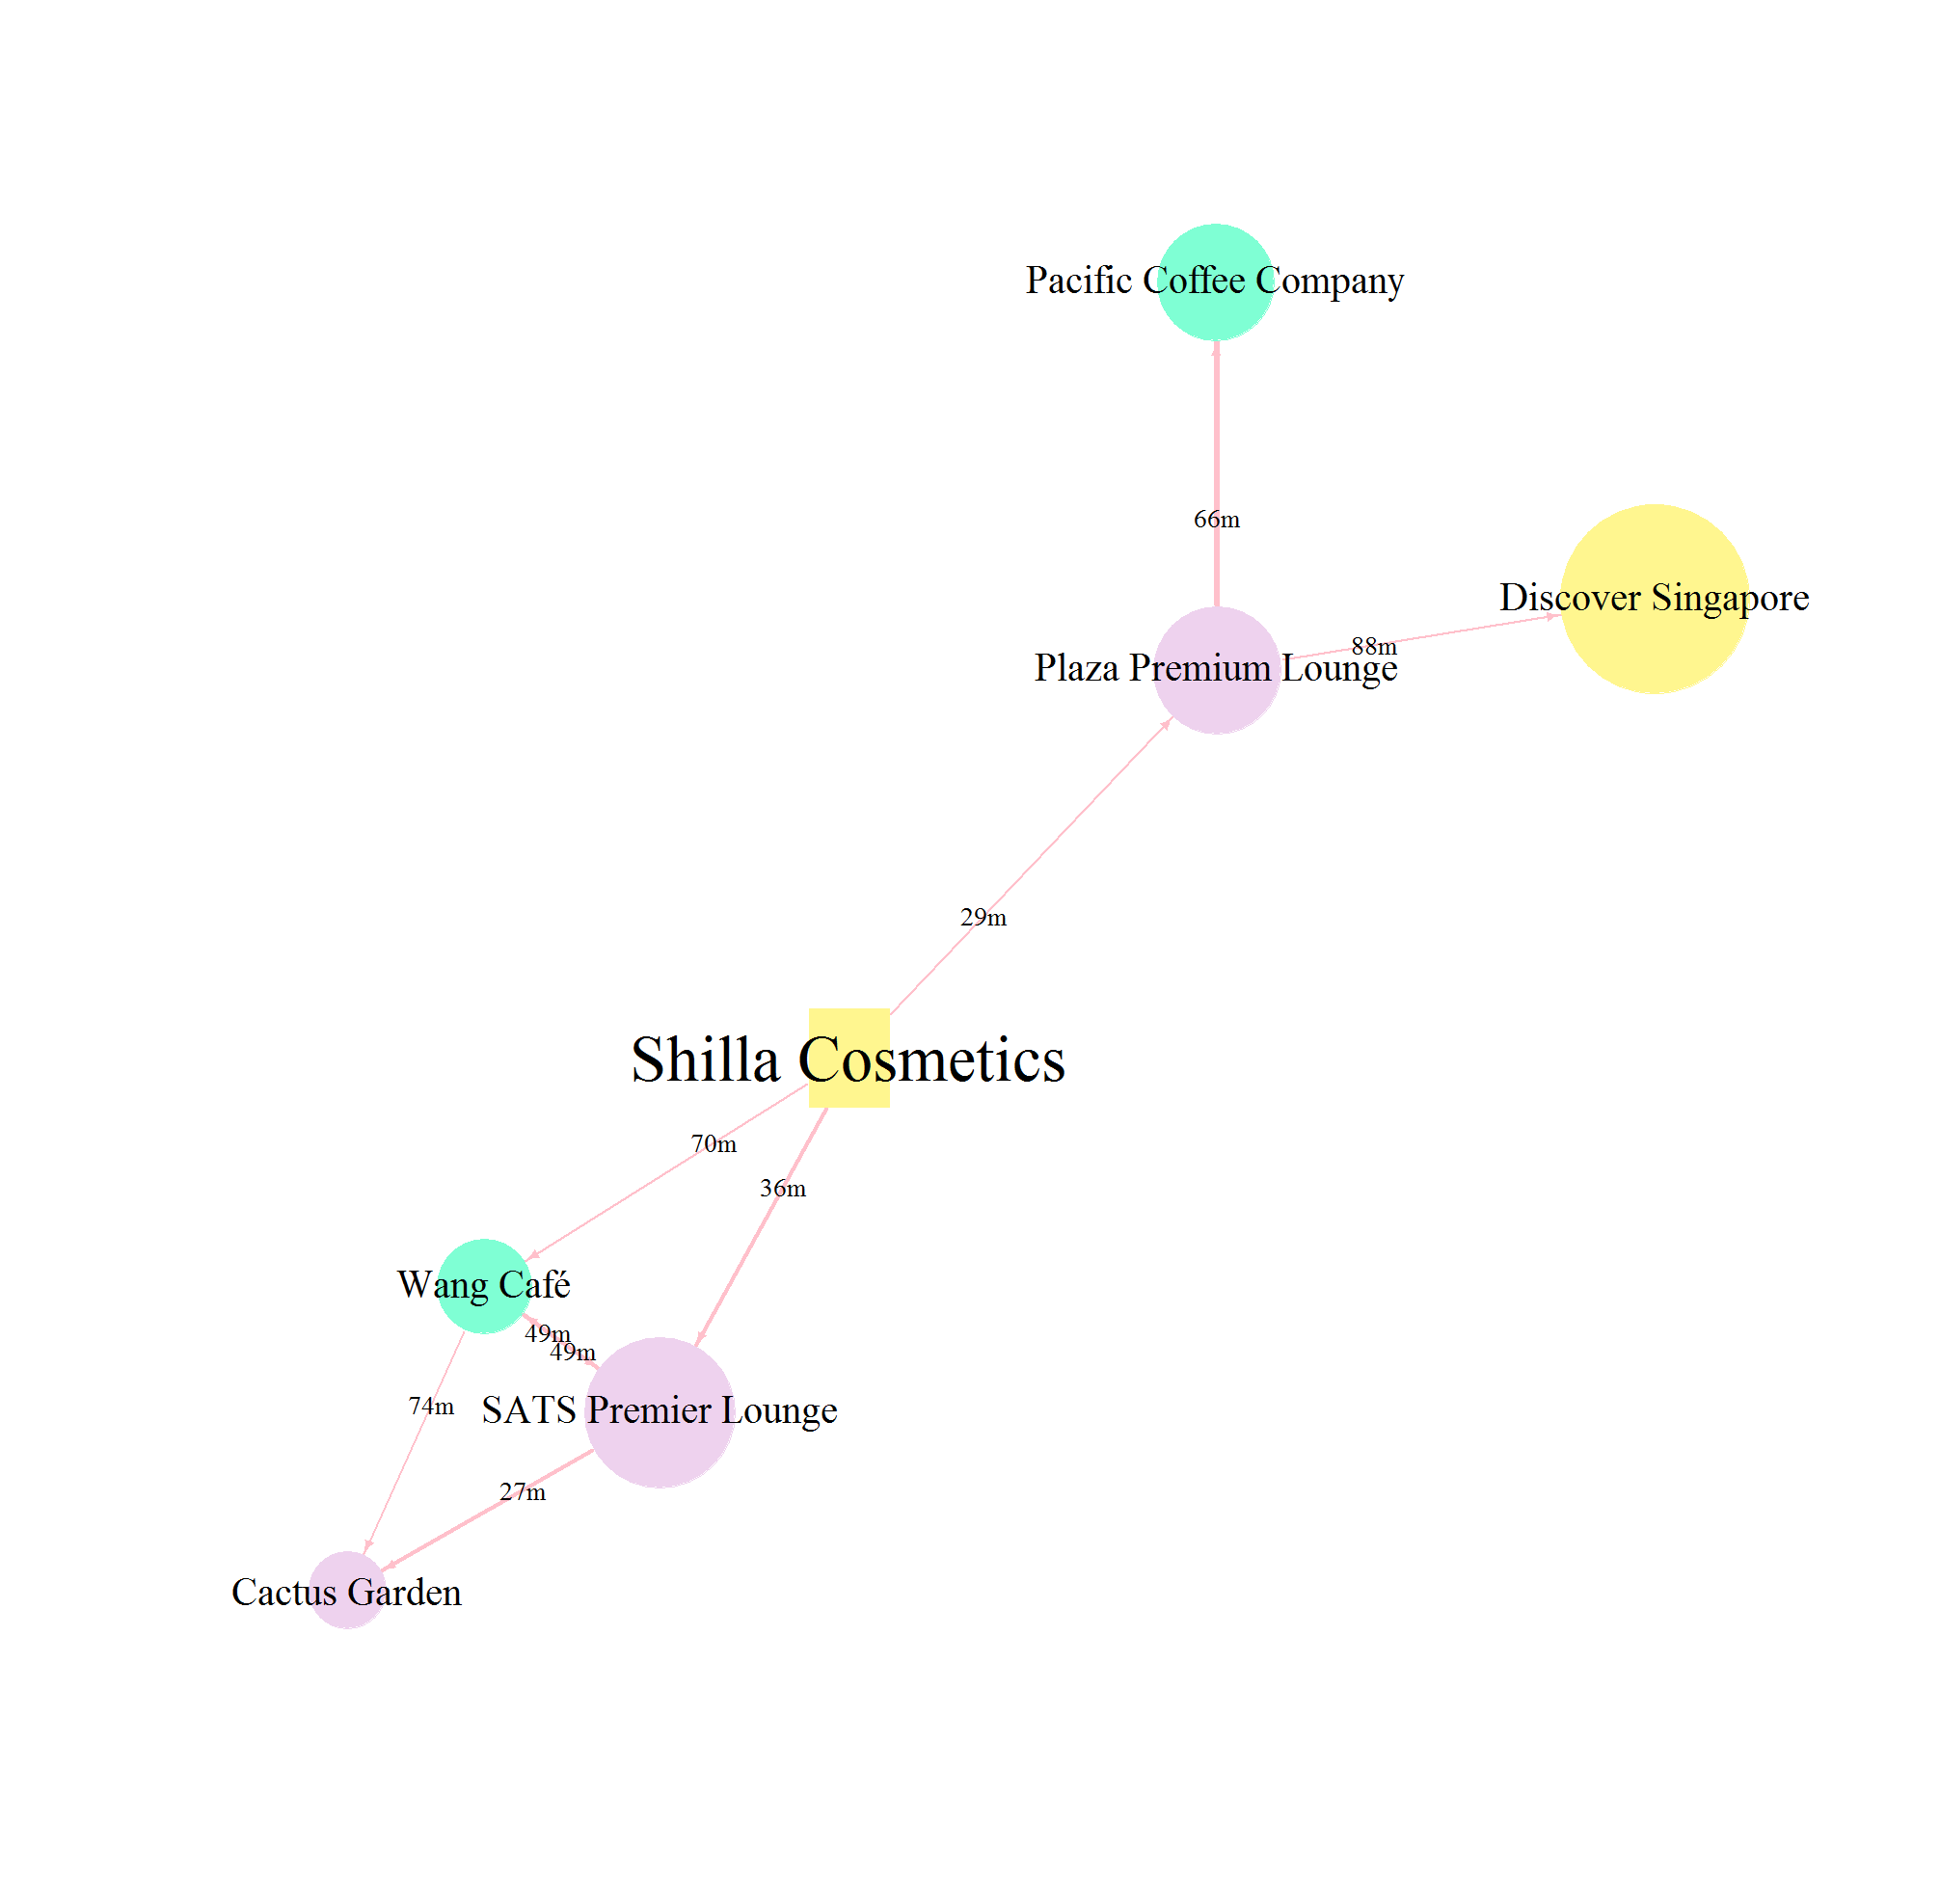 Pacific Coffee Company
66m
Discover Singapore
88m
Plaza Premium Lounge
29m
Shilla Cosmetics
70m
36m
Wang Café
49m
49m
74m
SATS Premier Lounge
27m
Cactus Garden